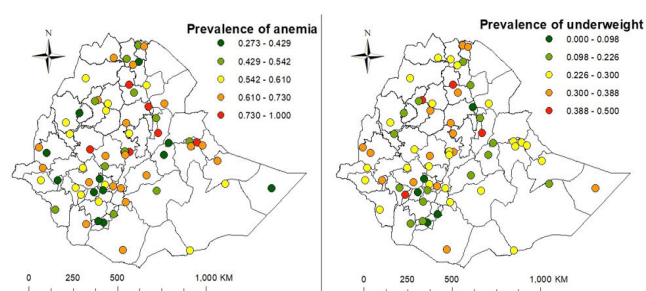 N
Prevalence of anemia
0.273 - 0.429
0.429 - 0.542
0.542 - 0.610
0.610 - 0.730
0.730 - 1.000
0 250 500 1,000 KM
N
Prevalence of underweight
0.000 - 0.098
0.098 - 0.226
0.226 - 0.300
0.300 - 0.388
0.388 - 0.500
0 250 500 1,000 KM